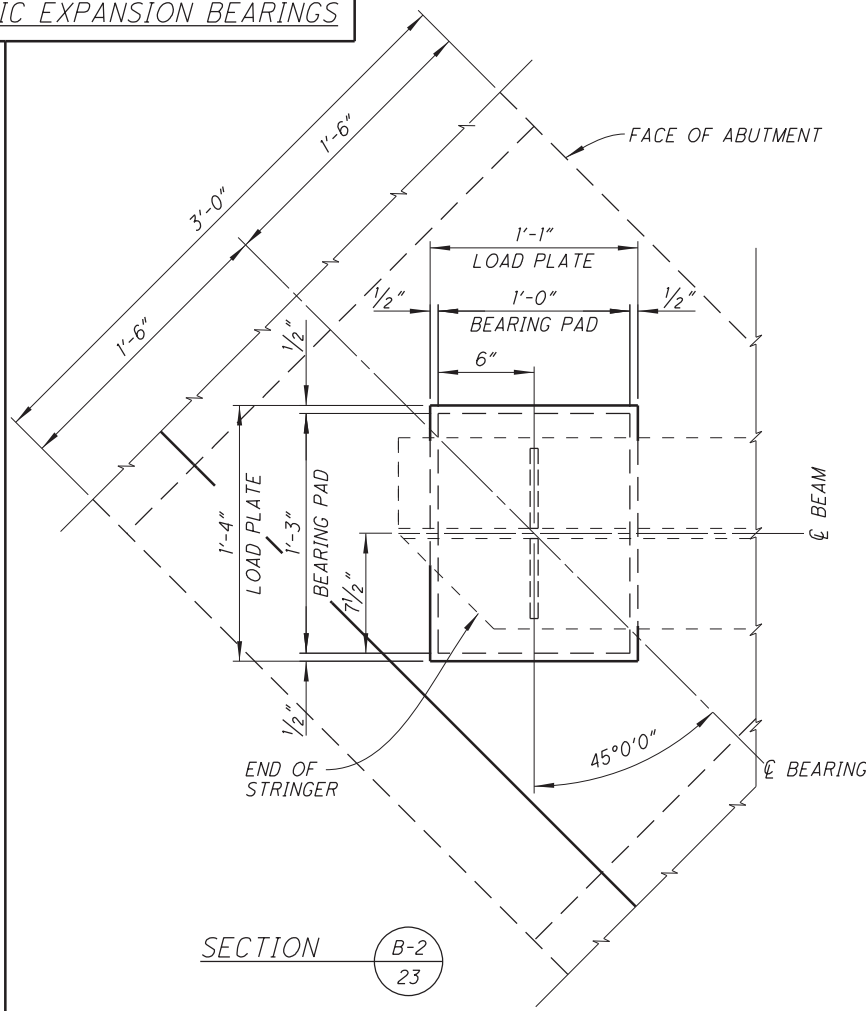 IC EXPANSION BEARINGS
FACE OF ABUTMENT
1'-6"
3'-0"
1'-6"
1'-1"
LOAD PLATE
1/2"
1'-0"
1/2"
BEARING PAD
6"
1/2"
1'-4"
LOAD PLATE
1'-3"
BEARING PAD
7 1/2"
1/2"
℄ BEAM
45°0'0"
℄ BEARING
END OF
STRINGER
SECTION
B-2
23